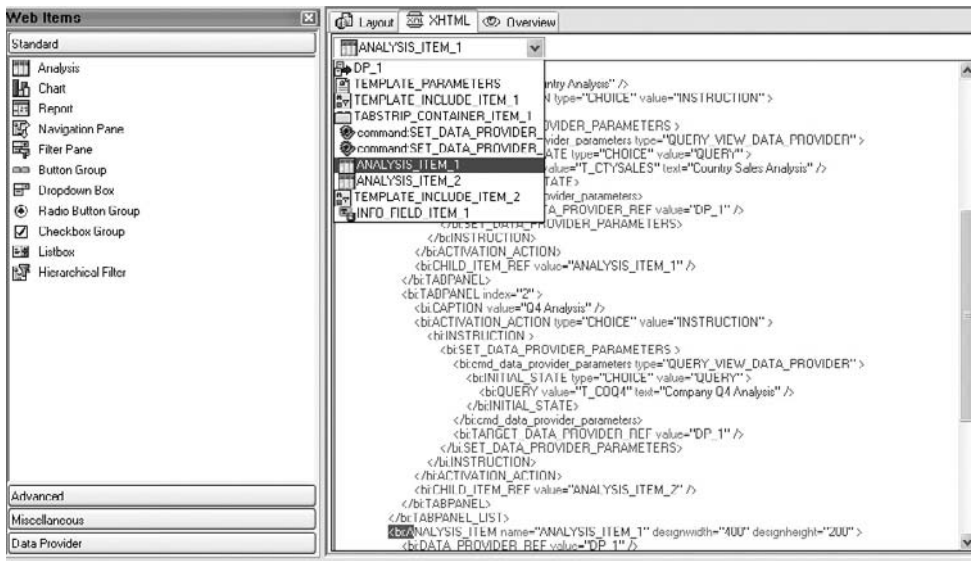 Web Items
Standard
Analysis
Chart
Report
Navigation Pane
Filter Pane
Button Group
Dropdown Box
Radio Button Group
Checkbox Group
Listbox
Hierarchical Filter
Advanced
Miscellaneous
Data Provider
Layout XHTML Overview
ANALYSIS_ITEM_1
DP_1
TEMPLATE_PARAMETERS
TEMPLATE_INCLUDE_ITEM_1
TABSTRIP_CONTAINER_ITEM_1
command:SET_DATA_PROVIDER_
command:SET_DATA_PROVIDER_
ANALYSIS_ITEM_1
ANALYSIS_ITEM_2
TEMPLATE_INCLUDE_ITEM_2
INFO_FIELD_ITEM_1
ntry Analysis" />
N type="CHOICE" value="INSTRUCTION" >
OVIDER_PARAMETERS >
vider_parameters type="QUERY_VIEW_DATA_PROVIDER" >
ATE type="CHOICE" value="QUERY" >
alue="T_CTYSALES" text="Country Sales Analysis" />
TATE>
vider_parameters>
TA_PROVIDER_REF value="DP_1" />
</bi:SET_DATA_PROVIDER_PARAMETERS>
</bi:INSTRUCTION>
</bi:ACTIVATION_ACTION>
<bi:CHILD_ITEM_REF value="ANALYSIS_ITEM_1" />
</bi:TABPANEL>
<bi:TABPANEL index="2" >
<bi:CAPTION value="Q4 Analysis" />
<bi:ACTIVATION_ACTION type="CHOICE" value="INSTRUCTION" >
<bi:INSTRUCTION >
<bi:SET_DATA_PROVIDER_PARAMETERS >
<bi:cmd_data_provider_parameters type="QUERY_VIEW_DATA_PROVIDER" >
<bi:INITIAL_STATE type="CHOICE" value="QUERY" >
<bi:QUERY value="T_COQ4" text="Company Q4 Analysis" />
</bi:INITIAL_STATE>
</bi:cmd_data_provider_parameters>
<bi:TARGET_DATA_PROVIDER_REF value="DP_1" />
</bi:SET_DATA_PROVIDER_PARAMETERS>
</bi:INSTRUCTION>
</bi:ACTIVATION_ACTION>
<bi:CHILD_ITEM_REF value="ANALYSIS_ITEM_2" />
</bi:TABPANEL>
</bi:TABPANEL_LIST>
<bi:ANALYSIS_ITEM name="ANALYSIS_ITEM_1" designwidth="400" designheight="200" >
<bi:DATA_PROVIDER_REF value="DP_1" />